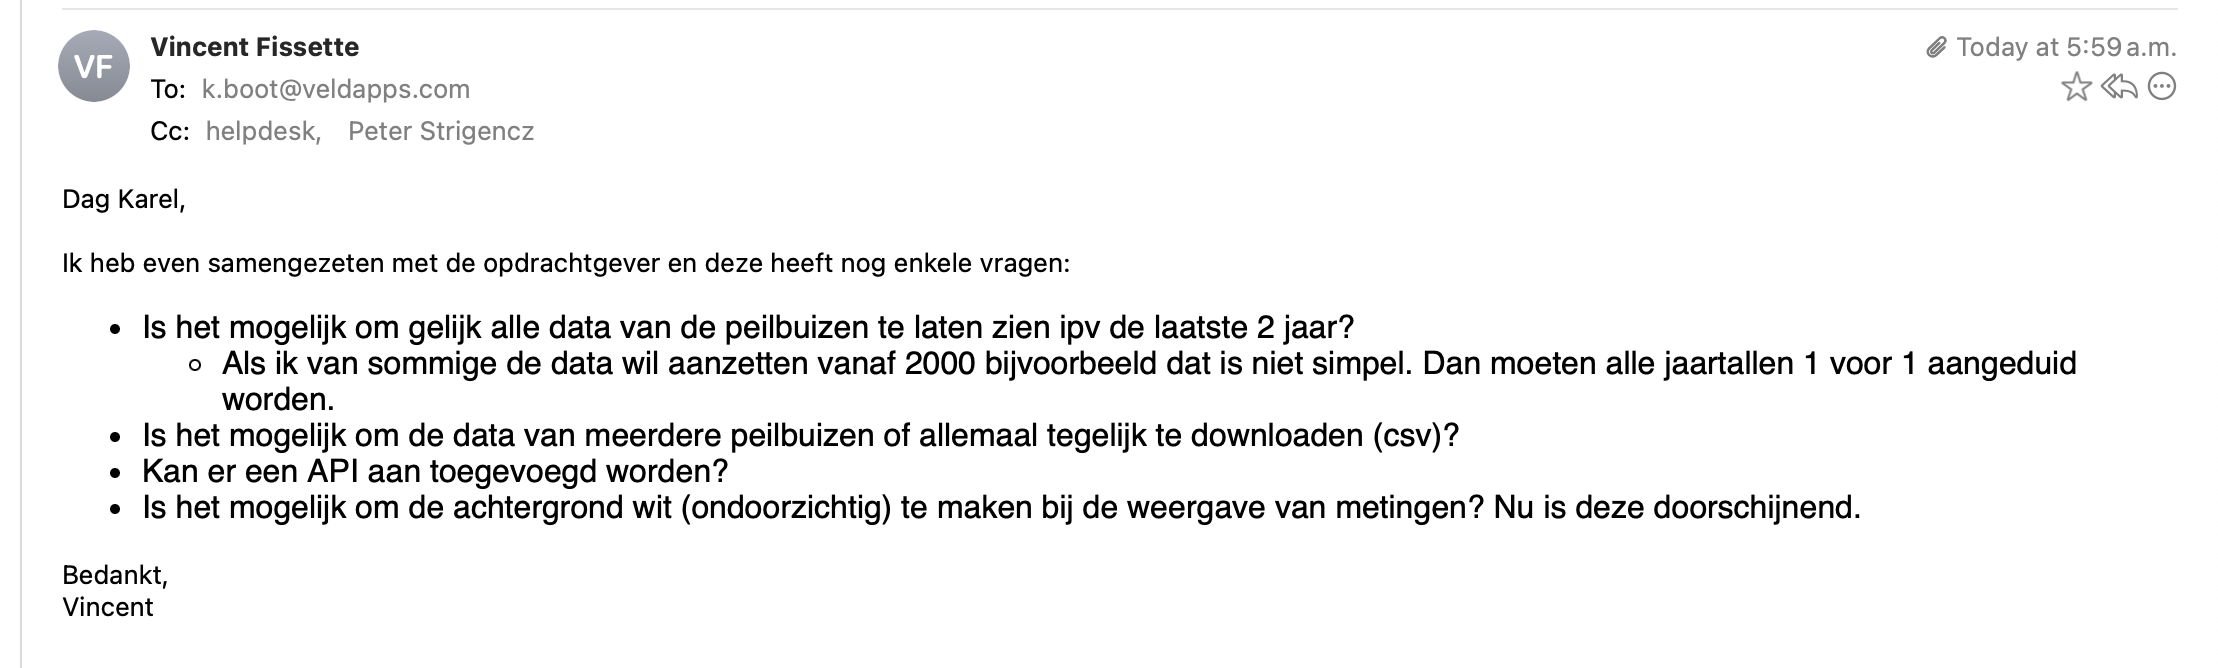 VF
Vincent Fissette
Today at 5:59 a.m.
To: k.boot@veldapps.com
Cc: helpdesk, Peter Strigencz
Dag Karel,
Ik heb even samengezeten met de opdrachtgever en deze heeft nog enkele vragen:
• Is het mogelijk om gelijk alle data van de peilbuizen te laten zien ipv de laatste 2 jaar?
○ Als ik van sommige de data wil aanzetten vanaf 2000 bijvoorbeeld dat is niet simpel. Dan moeten alle jaartallen 1 voor 1 aangeduid
worden.
• Is het mogelijk om de data van meerdere peilbuizen of allemaal tegelijk te downloaden (csv)?
• Kan er een API aan toegevoegd worden?
• Is het mogelijk om de achtergrond wit (ondoorzichtig) te maken bij de weergave van metingen? Nu is deze doorschijnend.
Bedankt,
Vincent